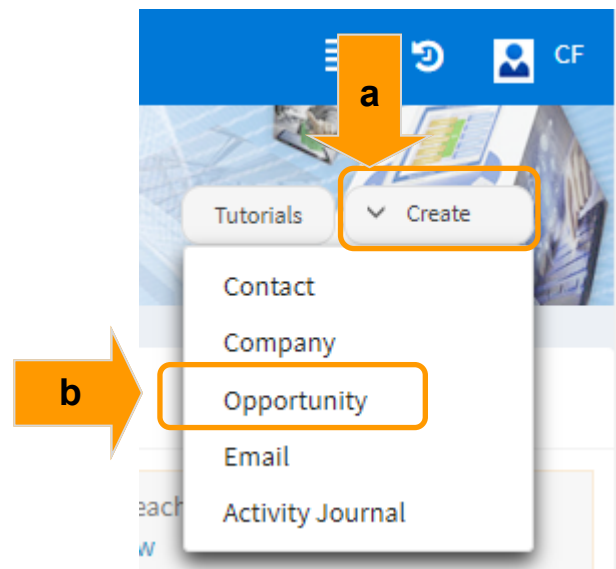 CF
a
Tutorials
Create
Contact
Company
b
Opportunity
Email
Activity Journal